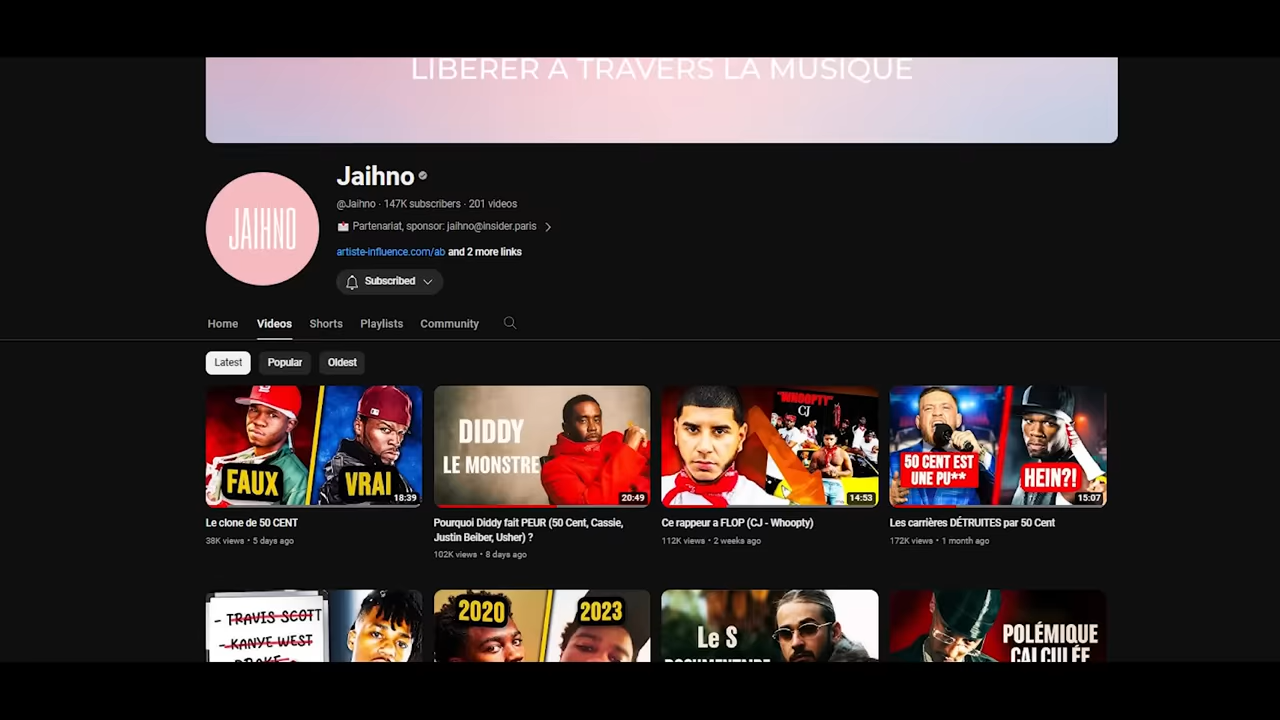 LIBÉRER À TRAVERS LA MUSIQUE
JAIHNO
Jaihno
@Jaihno · 147K subscribers · 201 videos
Partenariat, sponsor: jaihno@insider.paris
artiste-influence.com/ab and 2 more links
Subscribed
Home Videos Shorts Playlists Community
Latest Popular Oldest
FAUX VRAI 18:39
DIDDY
LE MONSTRE
20:49
"WHOOPTY"
CJ
14:53
50 CENT EST
UNE PU**
HEIN?!
15:07
Le clone de 50 CENT
38K views • 5 days ago
Pourquoi Diddy fait PEUR (50 Cent, Cassie,
Justin Beiber, Usher) ?
102K views • 8 days ago
Ce rappeur a FLOP (CJ - Whoopty)
112K views • 2 weeks ago
Les carrières DÉTRUITES par 50 Cent
172K views • 1 month ago
- TRAVIS SCOTT
- KANYE WEST
DRAKE
2020 2023
Le S
DOCUMENTAIRE
POLÉMIQUE
CALCULÉE